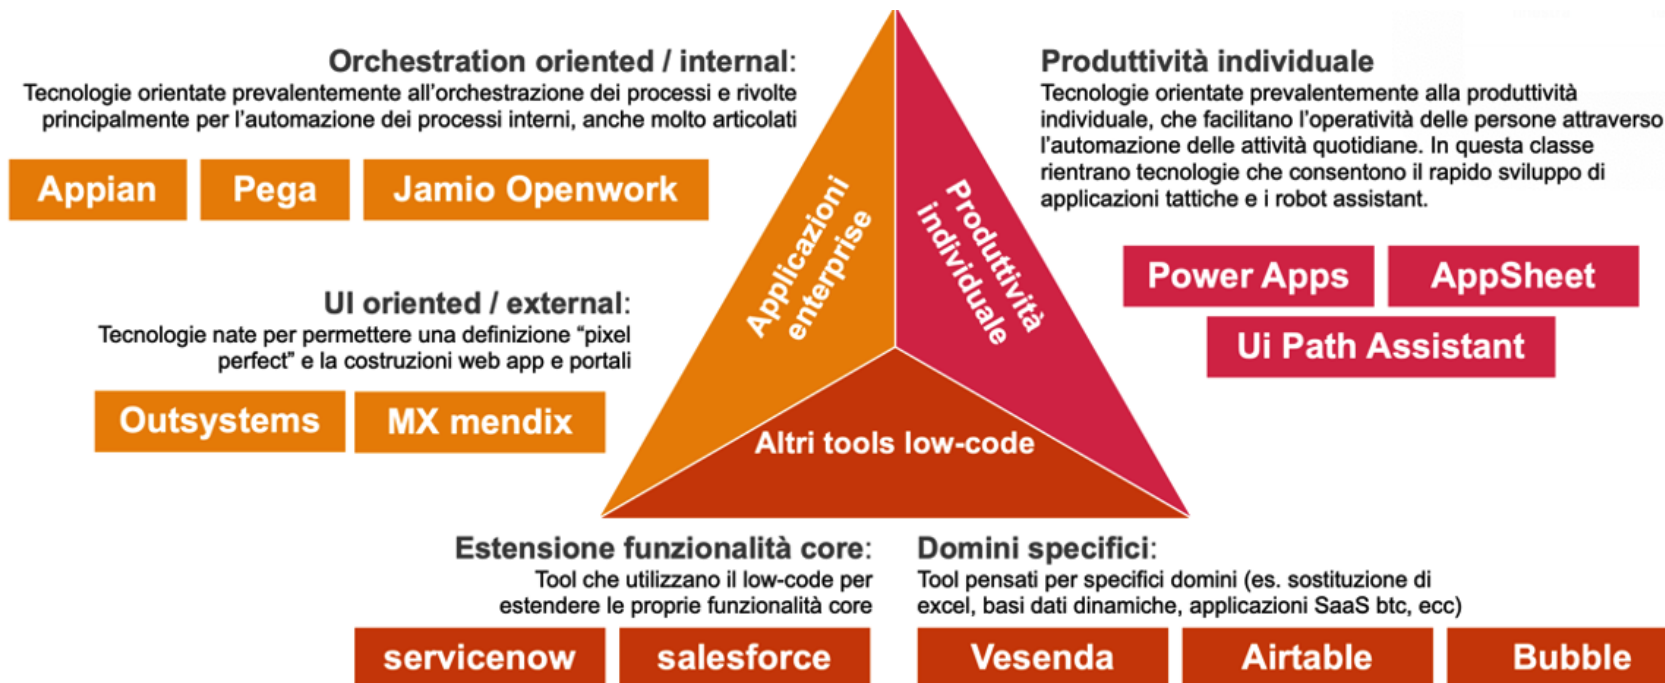 Orchestration oriented / internal:
Tecnologie orientate prevalentemente all'orchestrazione dei processi e rivolte
principalmente per l'automazione dei processi interni, anche molto articolati
Appian
Pega
Jamio Openwork
UI oriented / external:
Tecnologie nate per permettere una definizione “pixel
perfect” e la costruzioni web app e portali
Outsystems
MX mendix
Applicazioni
enterprise
Produttività
individuale
Altri tools low-code
Produttività individuale
Tecnologie orientate prevalentemente alla produttività
individuale, che facilitano l'operatività delle persone attraverso
l'automazione delle attività quotidiane. In questa classe
rientrano tecnologie che consentono il rapido sviluppo di
applicazioni tattiche e i robot assistant.
Power Apps
AppSheet
Ui Path Assistant
Estensione funzionalità core:
Tool che utilizzano il low-code per
estendere le proprie funzionalità core
servicenow
salesforce
Domini specifici:
Tool pensati per specifici domini (es. sostituzione di
excel, basi dati dinamiche, applicazioni SaaS btc, ecc)
Vesenda
Airtable
Bubble